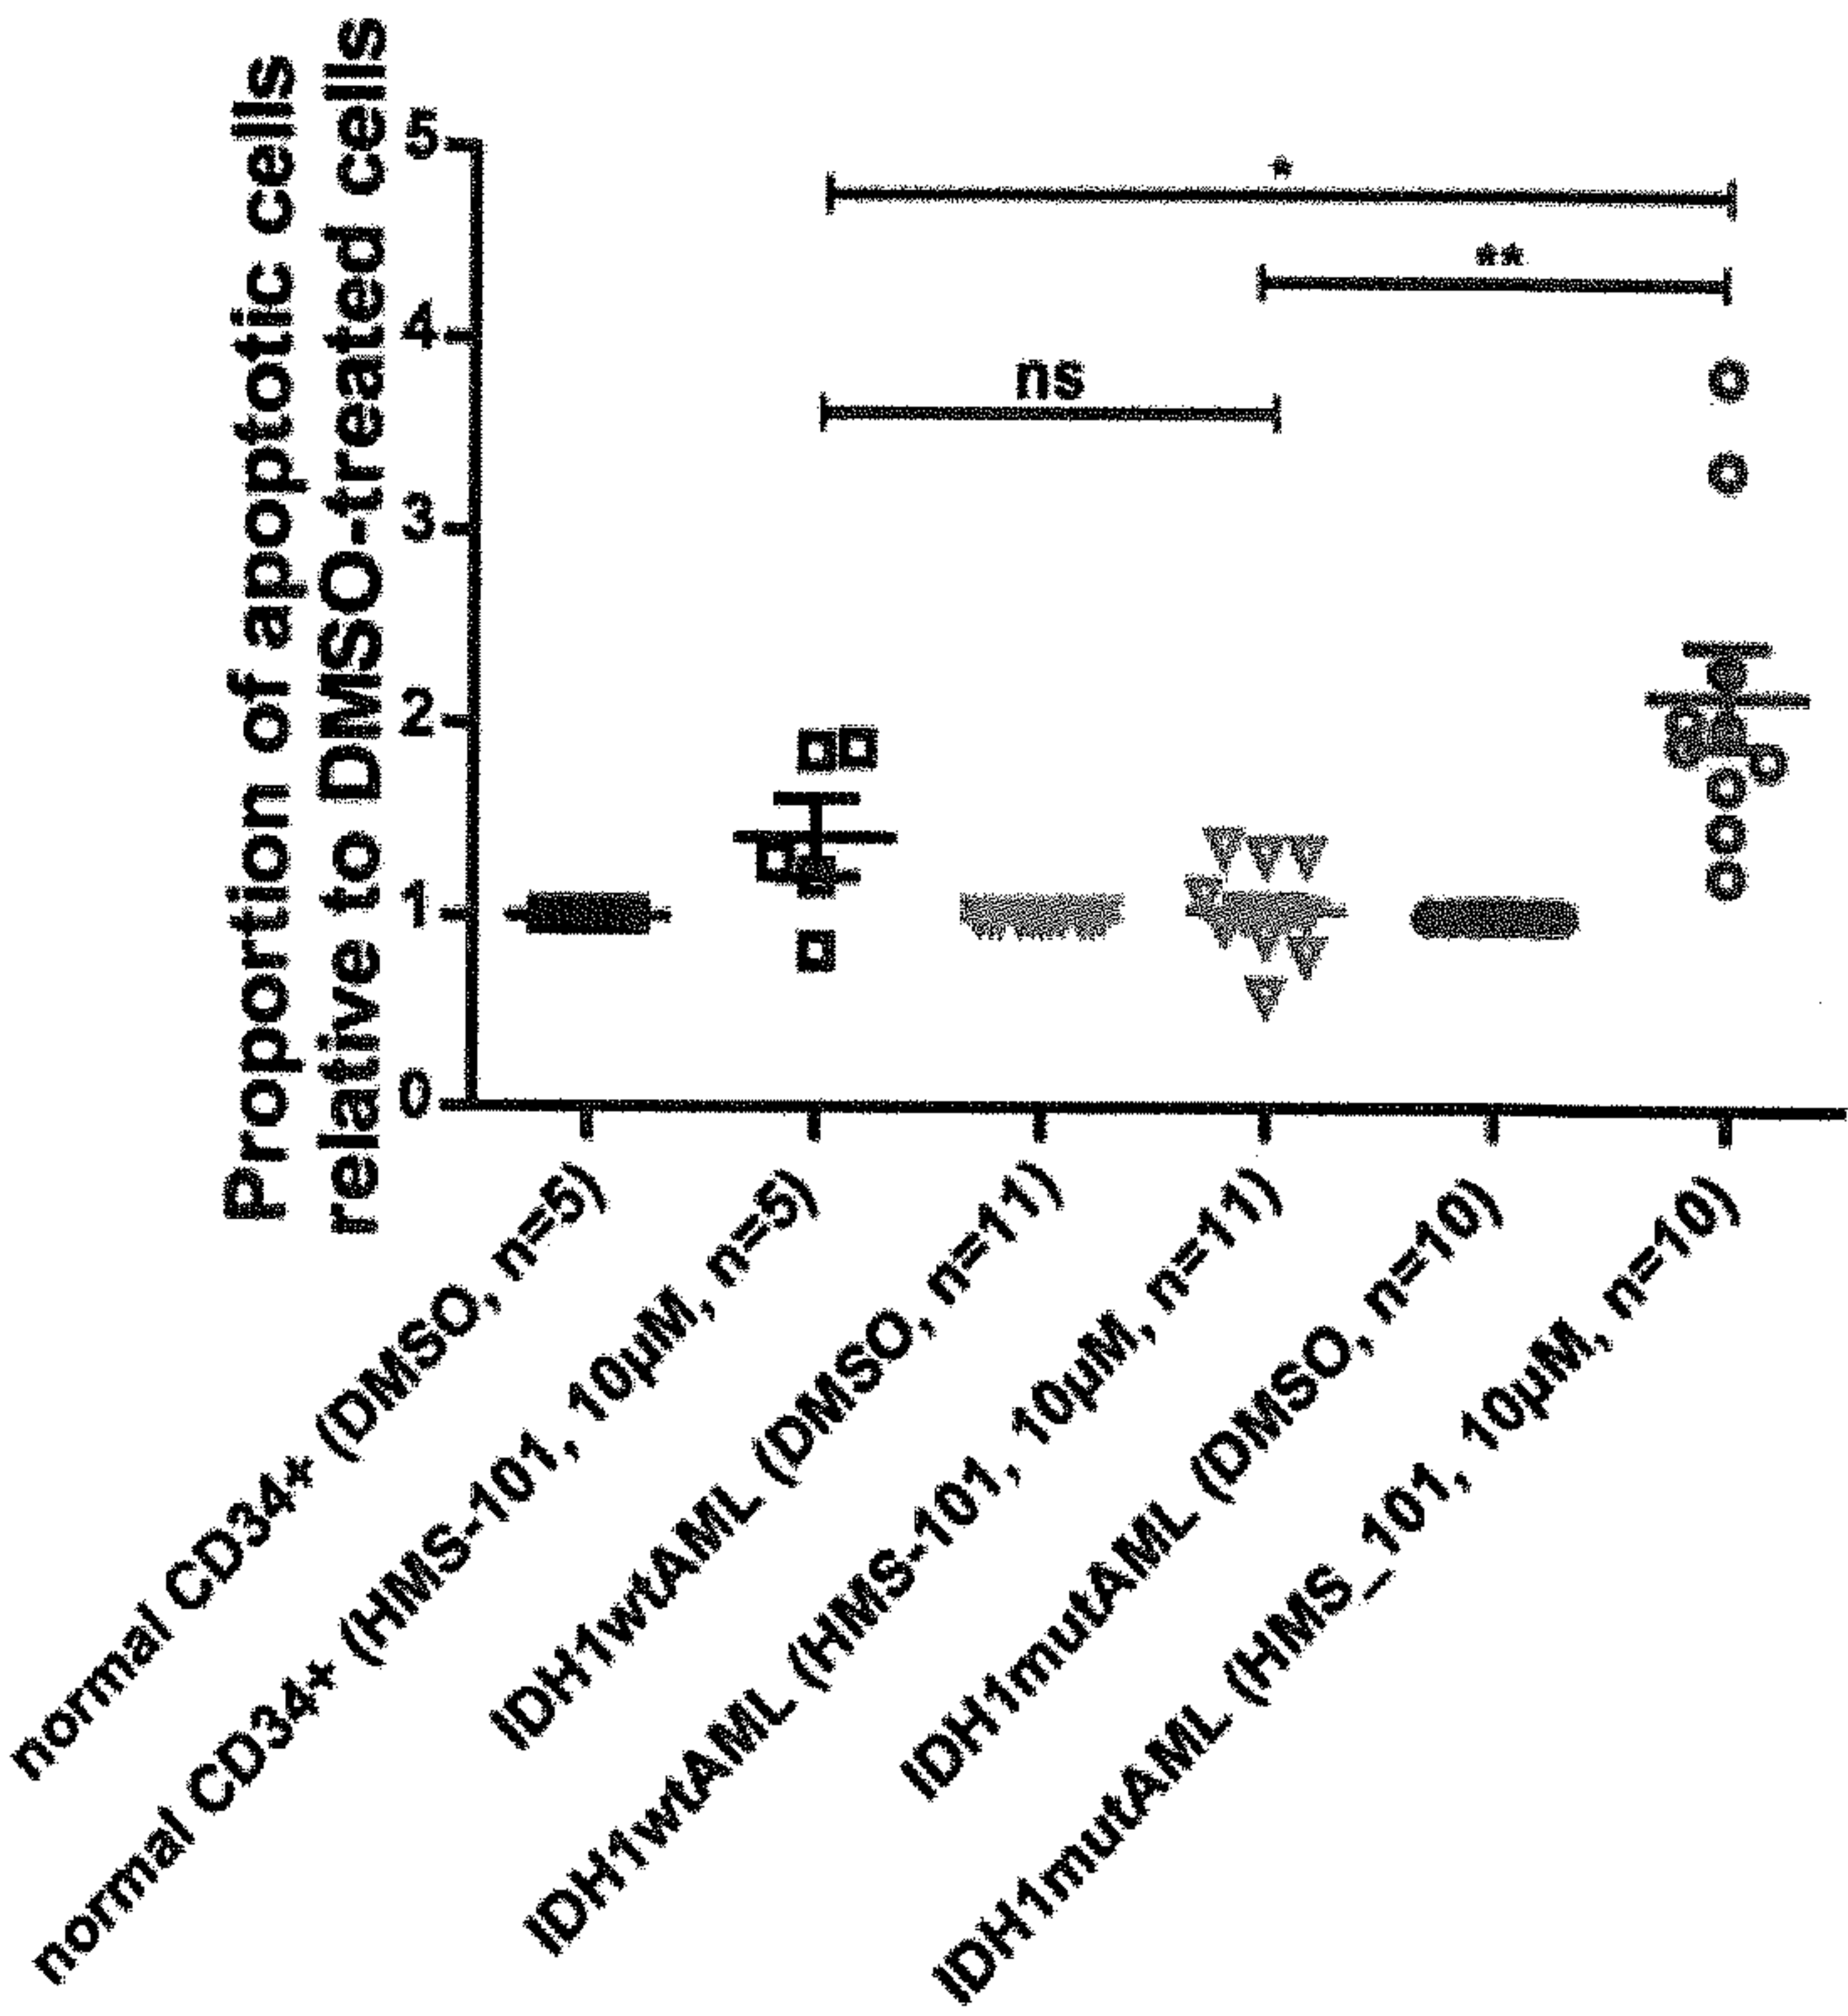 Proportion of apoptotic cells
relative to DMSO-treated cells
5
4
3
2
1
0
*
**
ns
normal CD34+ (DMSO, n=5)
normal CD34+ (HMS-101, 10µM, n=5)
IDH1wtAML (DMSO, n=11)
IDH1wtAML (HMS-101, 10µM, n=11)
IDH1mutAML (DMSO, n=10)
IDH1mutAML (HMS_101, 10µM, n=10)